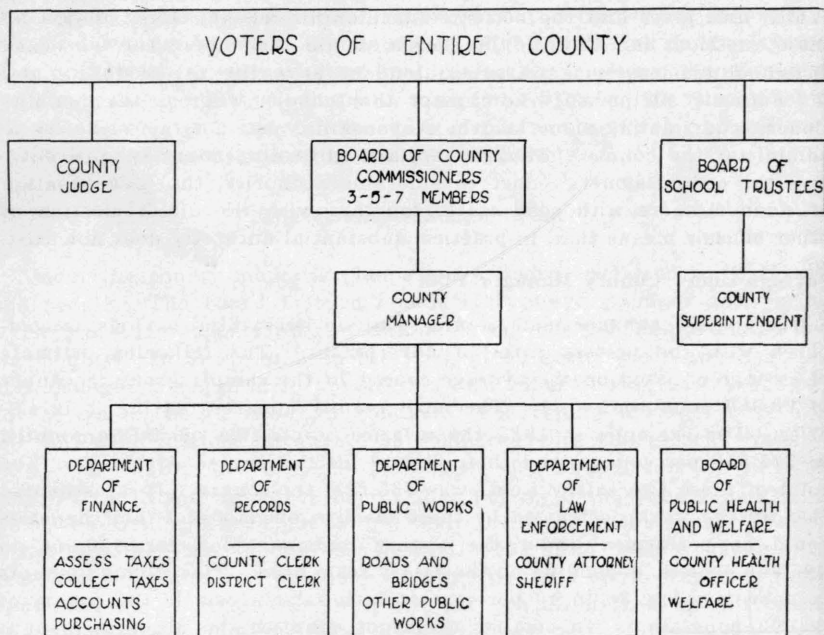 VOTERS OF ENTIRE COUNTY
COUNTY
JUDGE
BOARD OF COUNTY
COMMISSIONERS
3-5-7 MEMBERS
BOARD OF
SCHOOL TRUSTEES
COUNTY
MANAGER
COUNTY
SUPERINTENDENT
DEPARTMENT
OF
FINANCE
ASSESS TAXES
COLLECT TAXES
ACCOUNTS
PURCHASING
DEPARTMENT
OF
RECORDS
COUNTY CLERK
DISTRICT CLERK
DEPARTMENT
OF
PUBLIC WORKS
ROADS AND
BRIDGES
OTHER PUBLIC
WORKS
DEPARTMENT
OF
LAW
ENFORCEMENT
COUNTY ATTORNEY
SHERIFF
BOARD
OF
PUBLIC HEALTH
AND WELFARE
COUNTY HEALTH
OFFICER
WELFARE